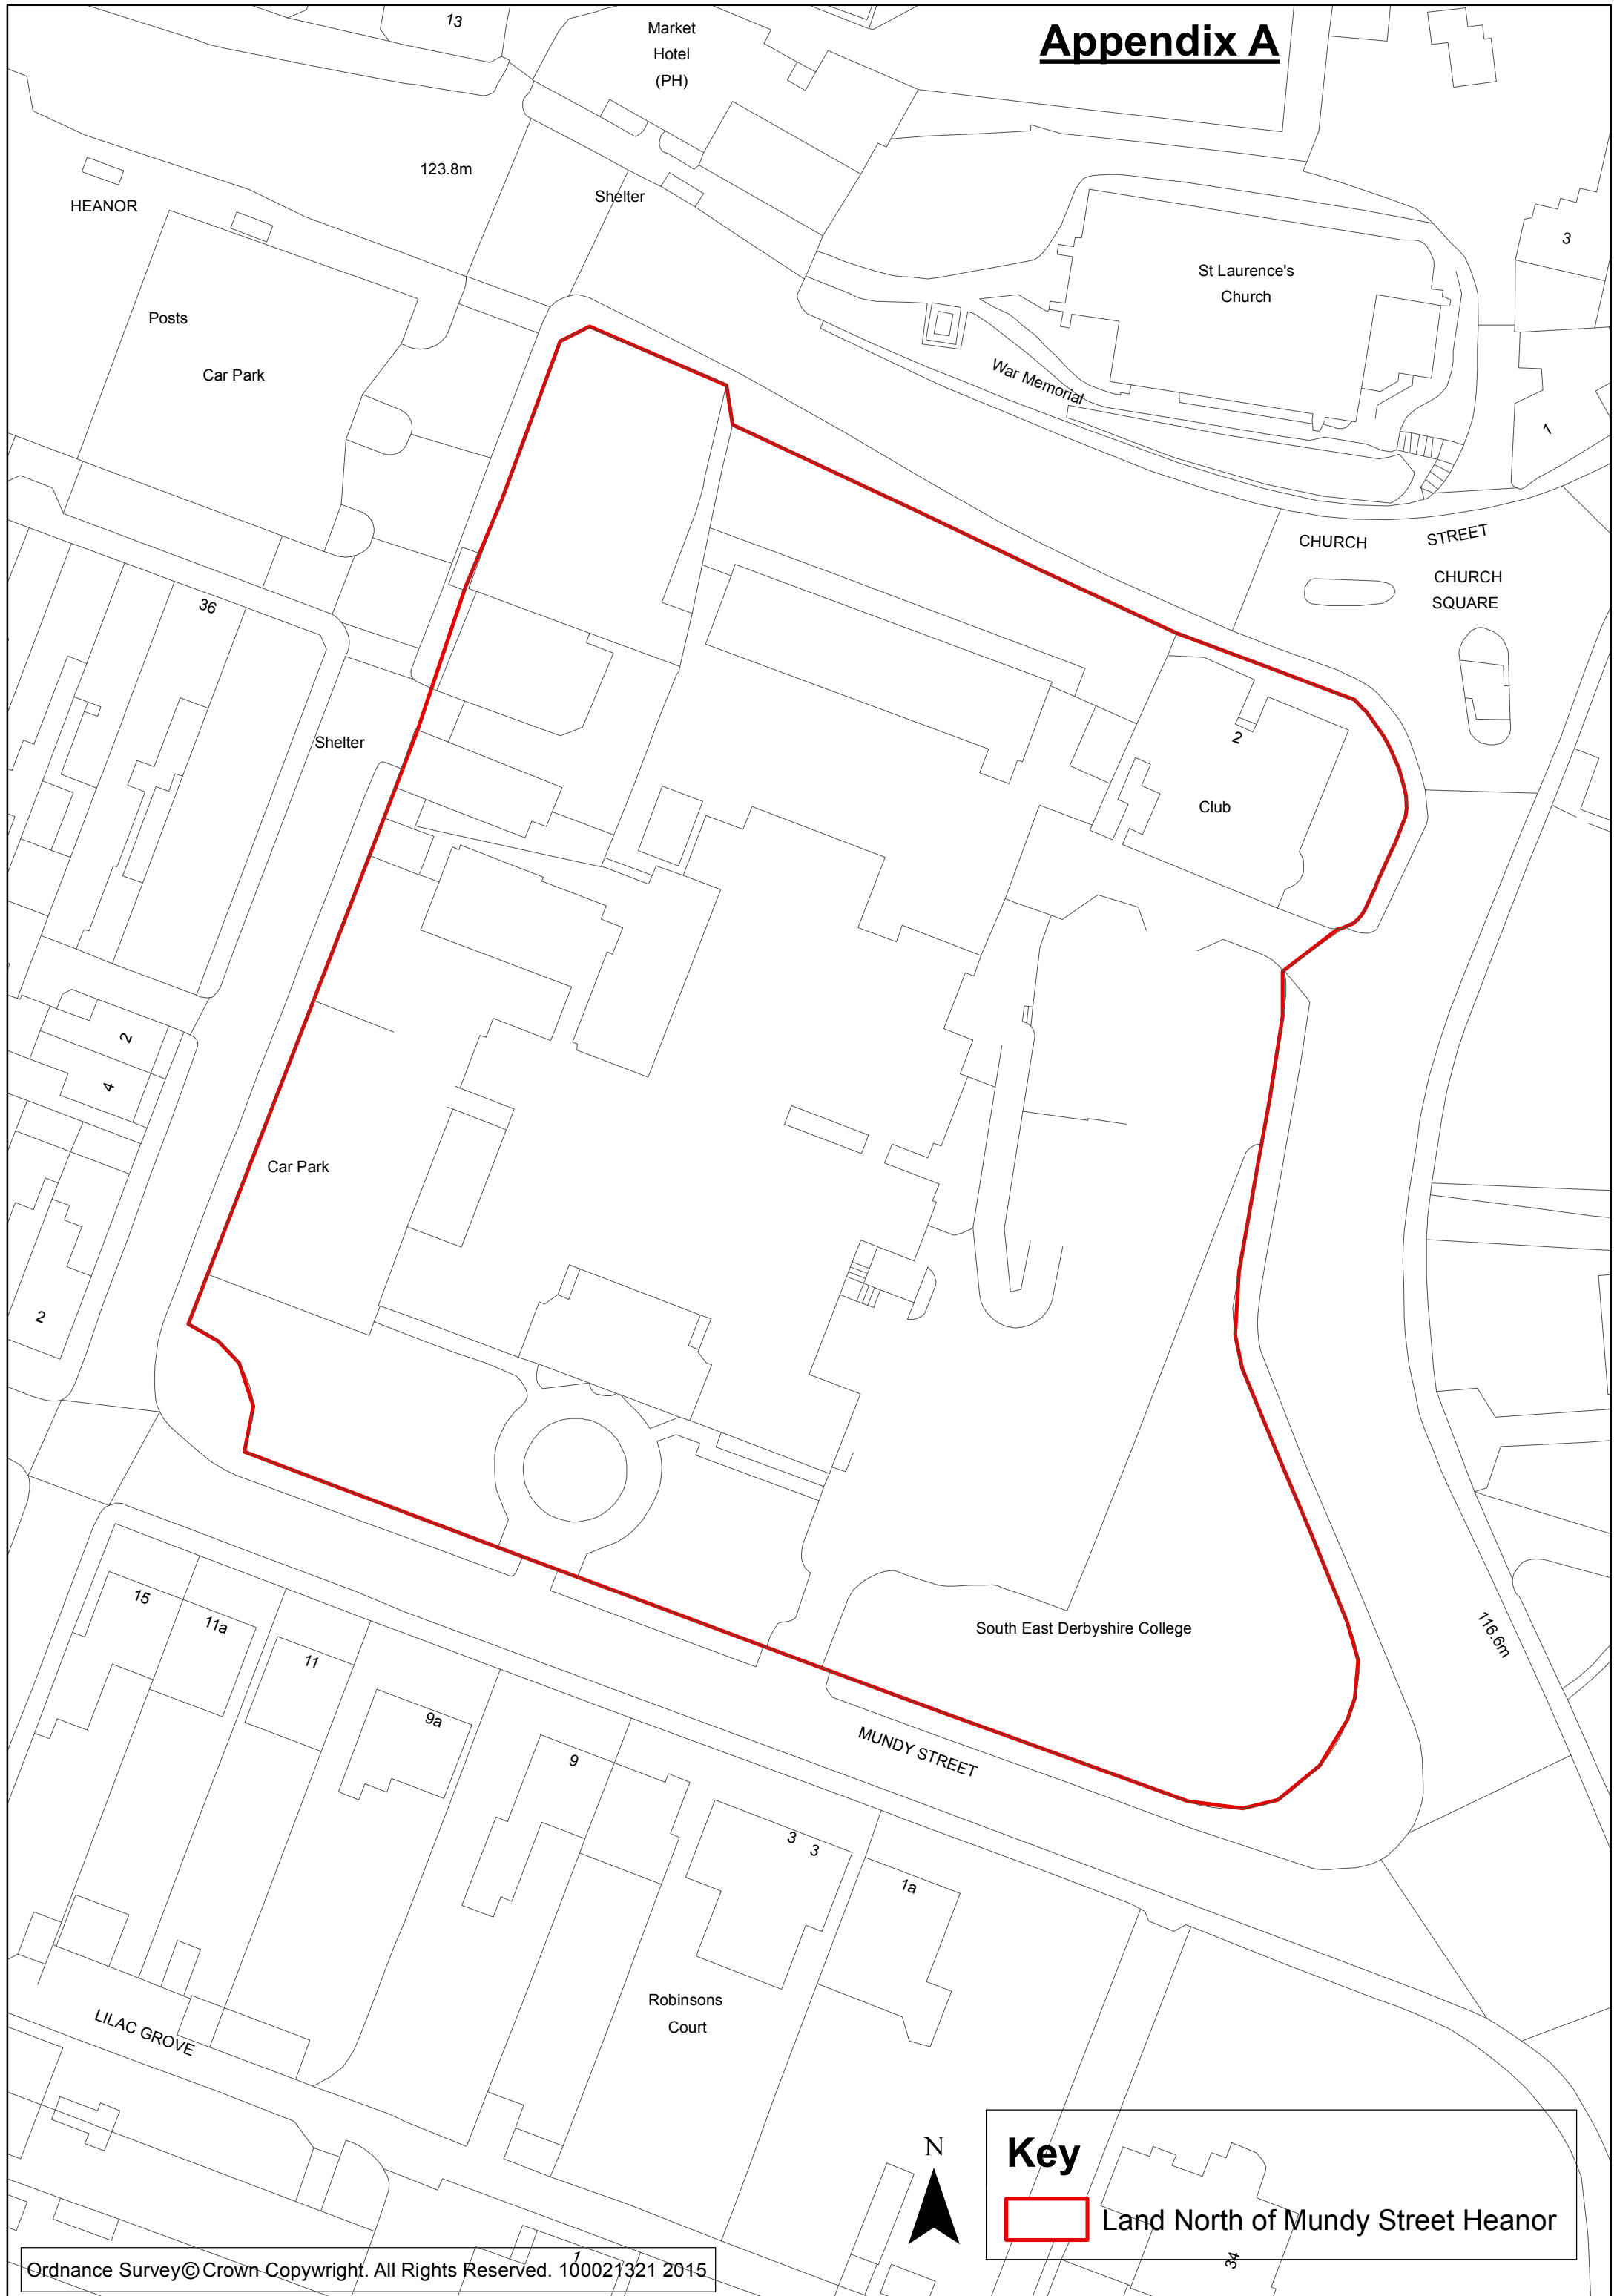 Appendix A
13
Market
Hotel
(PH)
123.8m
HEANOR
Shelter
St Laurence's
Church
3
Posts
Car Park
War Memorial
1
CHURCH STREET
CHURCH
SQUARE
36
Shelter
2
Club
2
4
Car Park
2
15
11a
11
9a
9
South East Derbyshire College
116.6m
MUNDY STREET
3 3
1a
Robinsons
Court
LILAC GROVE
N
Key
Land North of Mundy Street Heanor
34
1
Ordnance Survey© Crown Copywright. All Rights Reserved. 100021321 2015